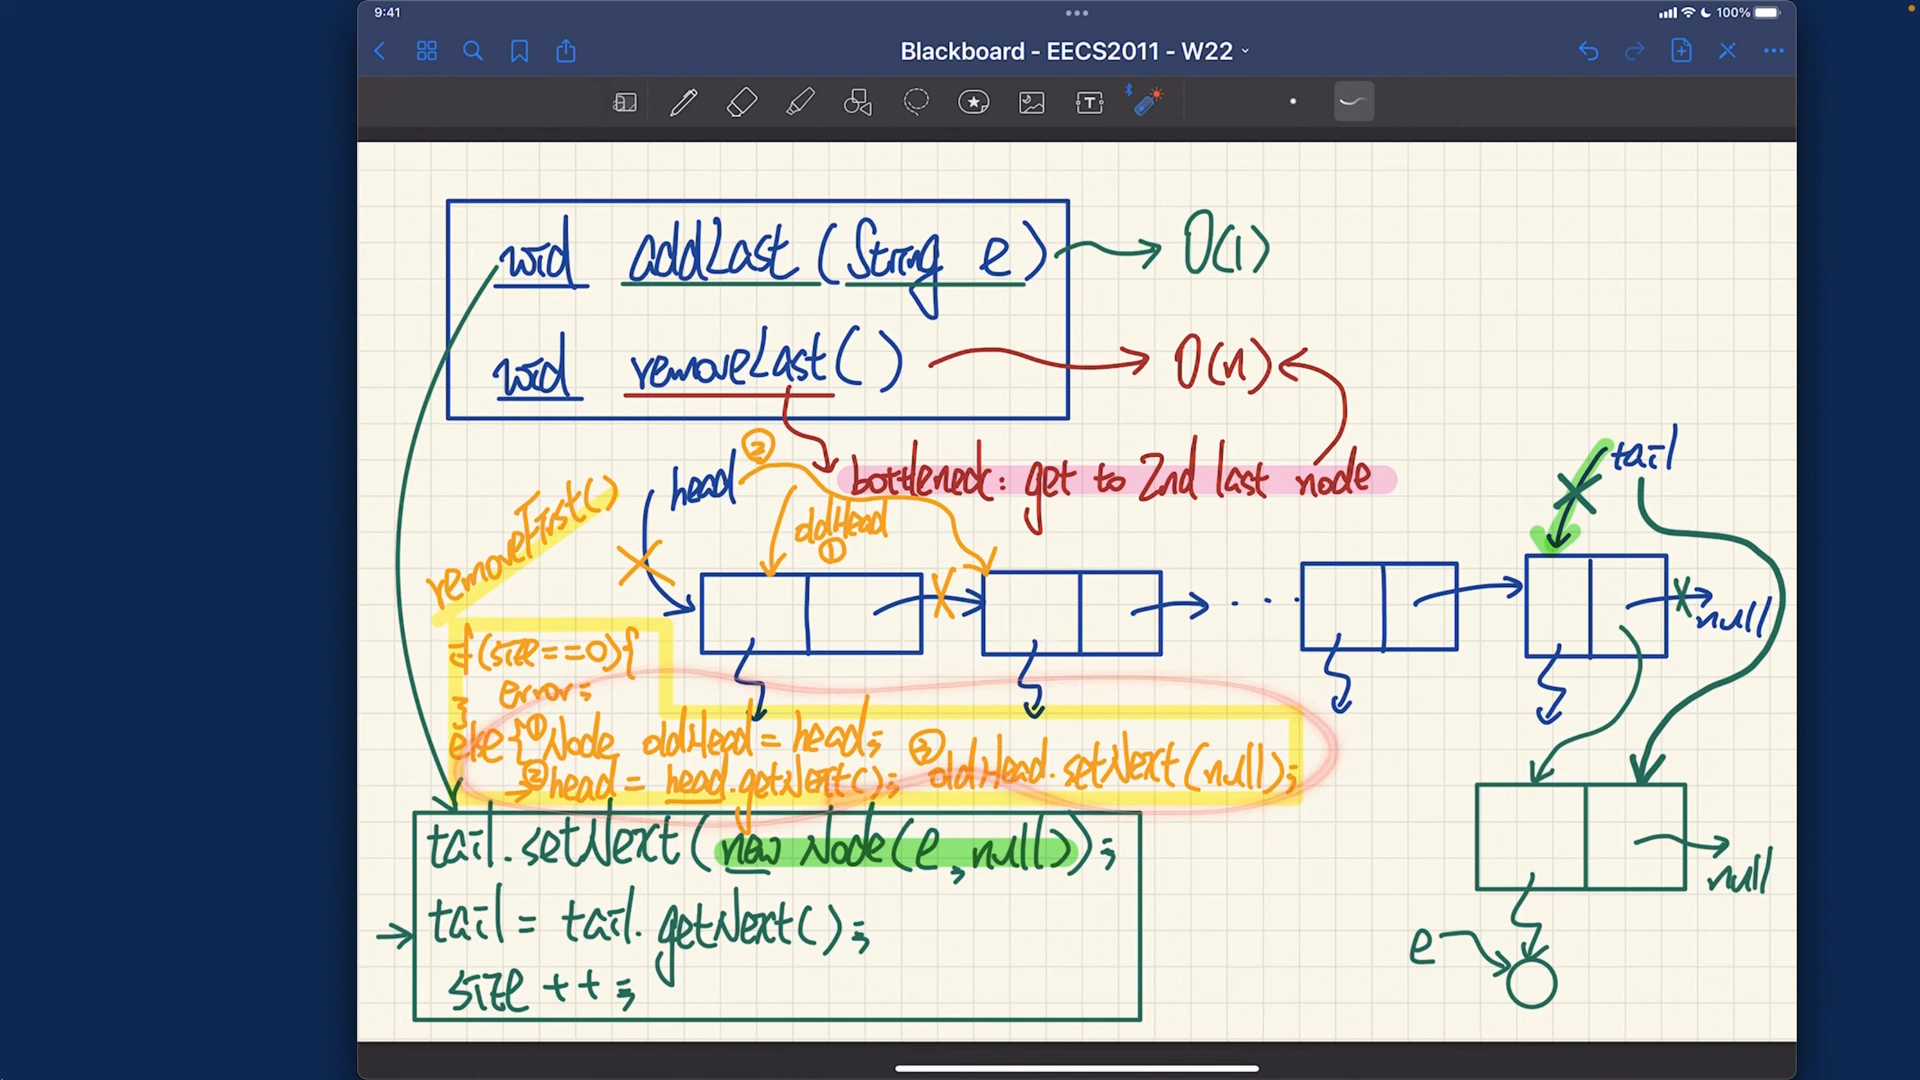 9:41
100%
Blackboard - EECS2011 - W22
void addLast (String e) → O(1)
void removeLast() → O(n)
bottleneck: get to 2nd last node
tail
head ②
oldHead
①
removeFirst()
null
if (size==0){
error;
}
else{ ①Node oldHead = head; ③ oldHead.setNext(null);
→②head = head.getNext();
tail.setNext(new Node(e, null));
null
→ tail = tail.getNext();
e
size ++;